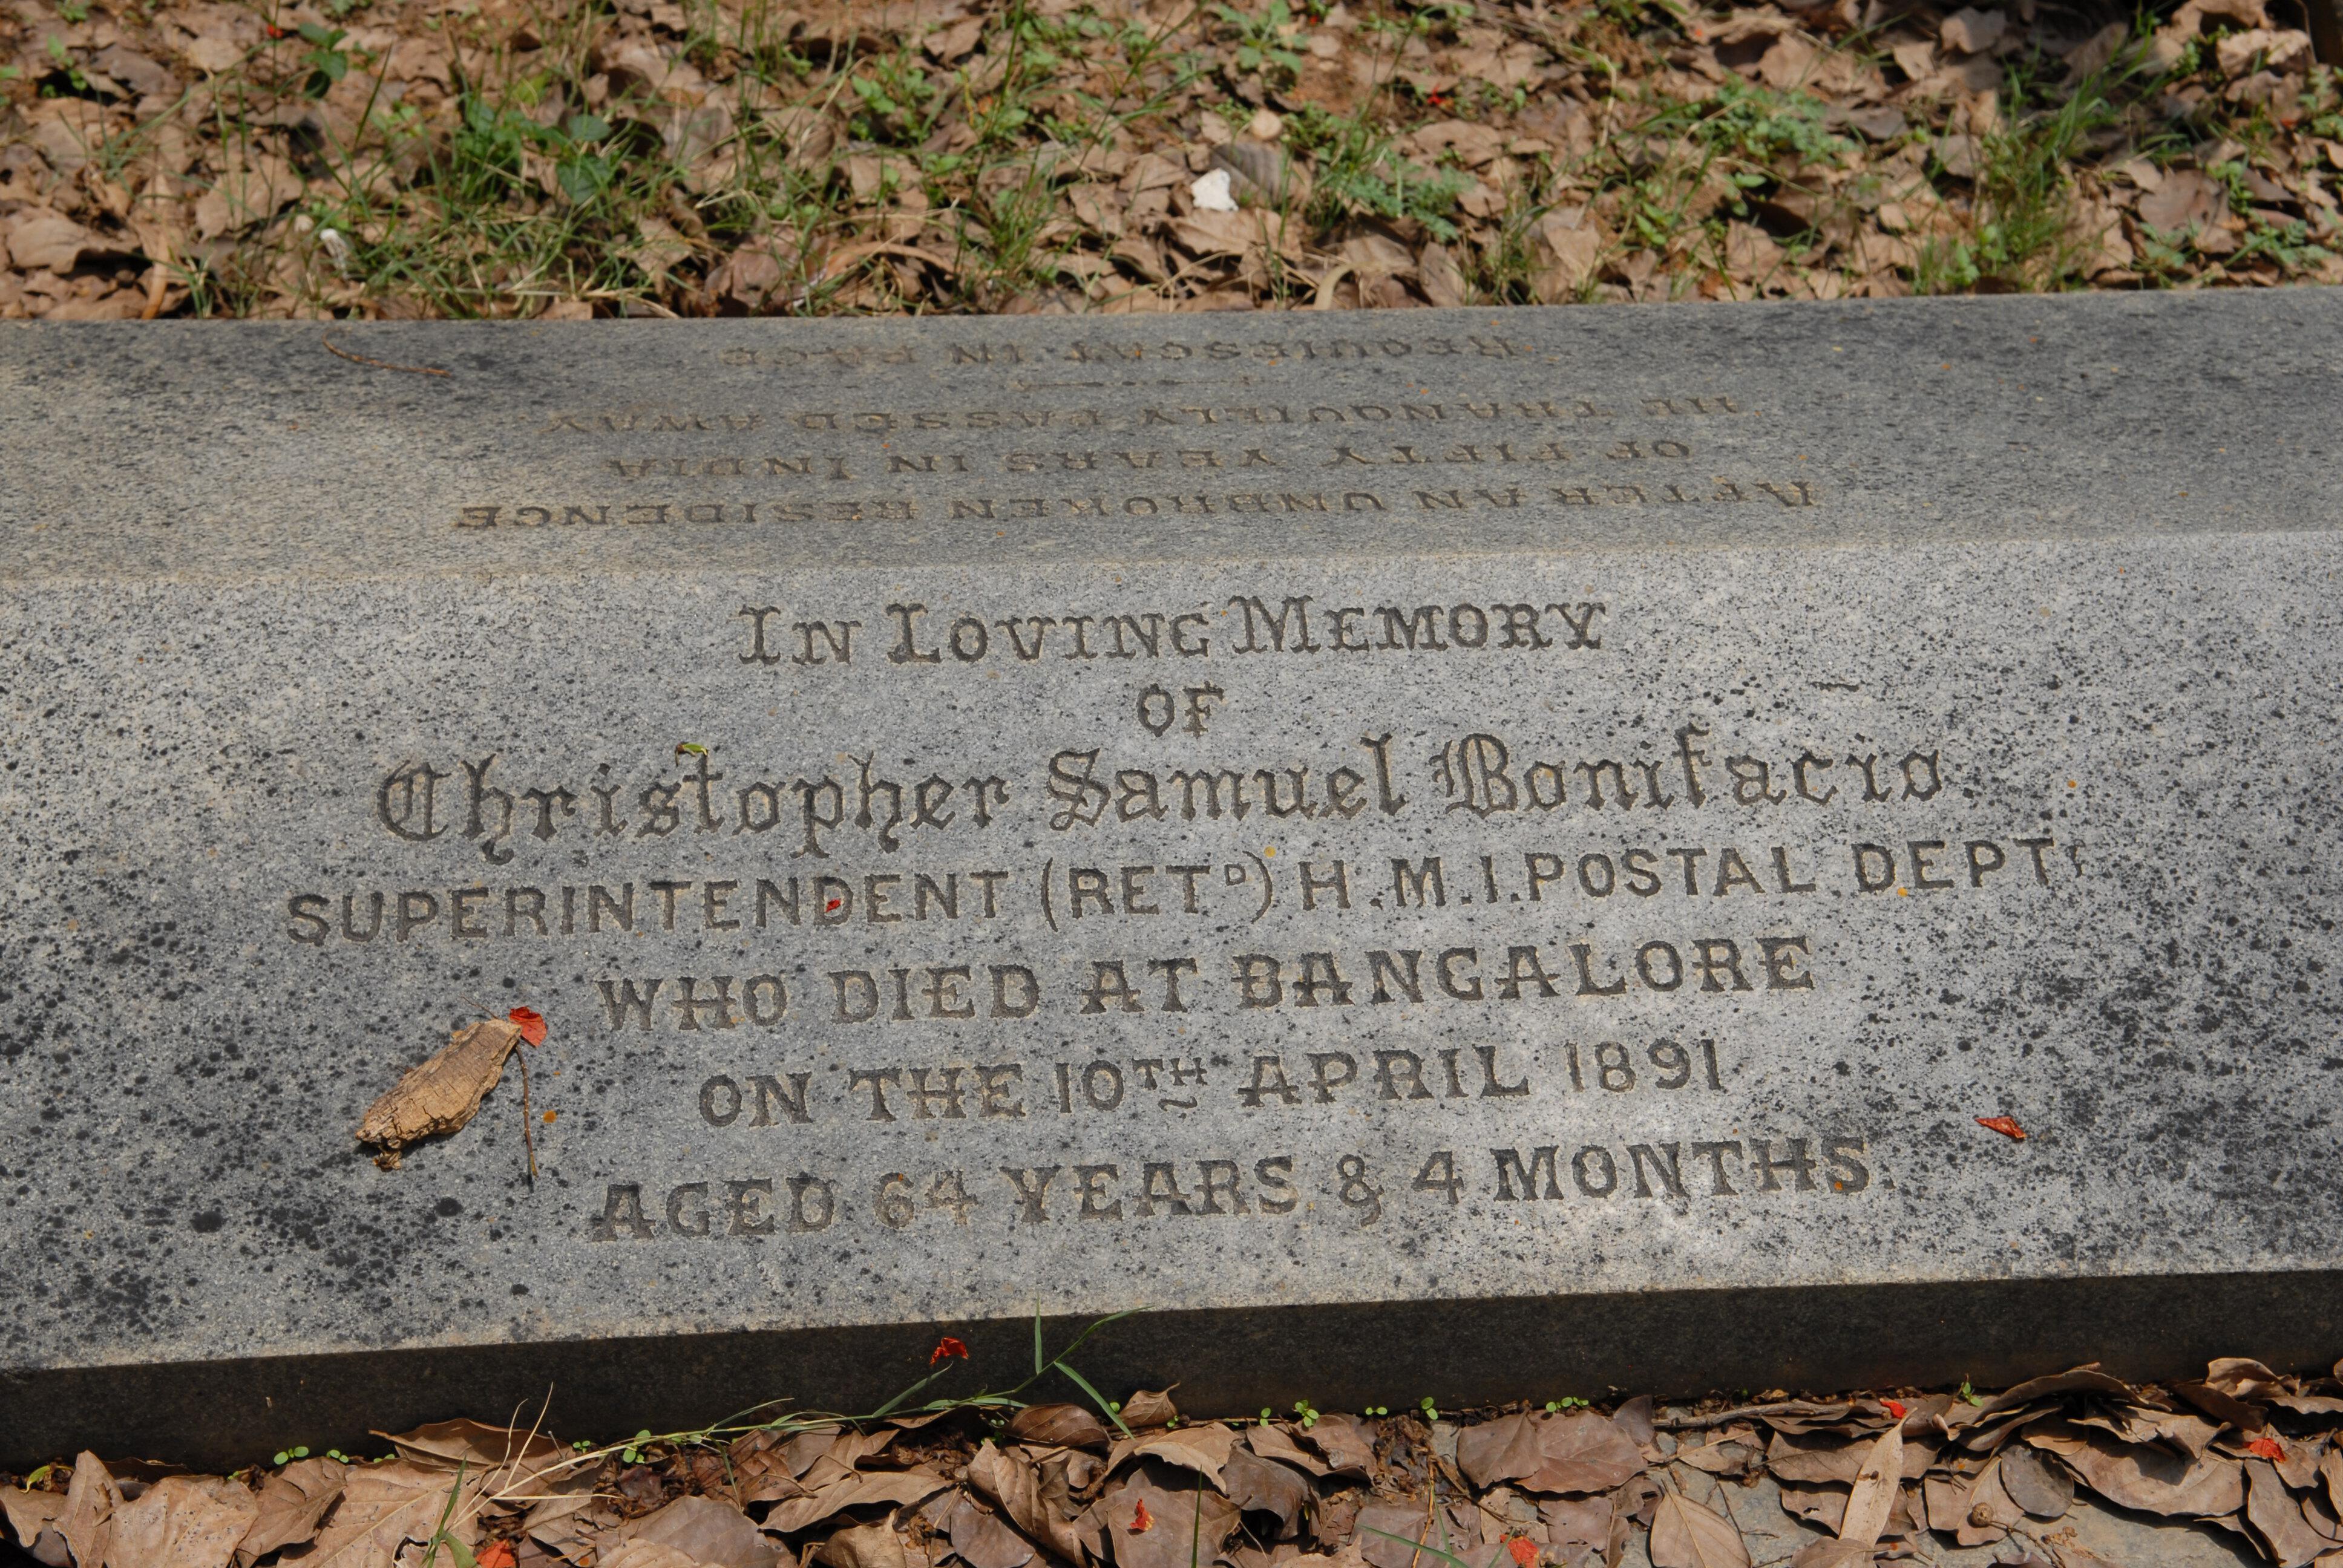 IN LOVING MEMORY
OF
Christopher Samuel Bonifacio
SUPERINTENDENT (RETD) H.M.I. POSTAL DEPT.
WHO DIED AT BANGALORE
ON THE 10TH APRIL 1891
AGED 64 YEARS & 4 MONTHS.
AFTER AN UNBROKEN RESIDENCE
OF FIFTY YEARS IN INDIA
HE TRANQUILLY PASSED AWAY.
REQUIESCAT IN PACE